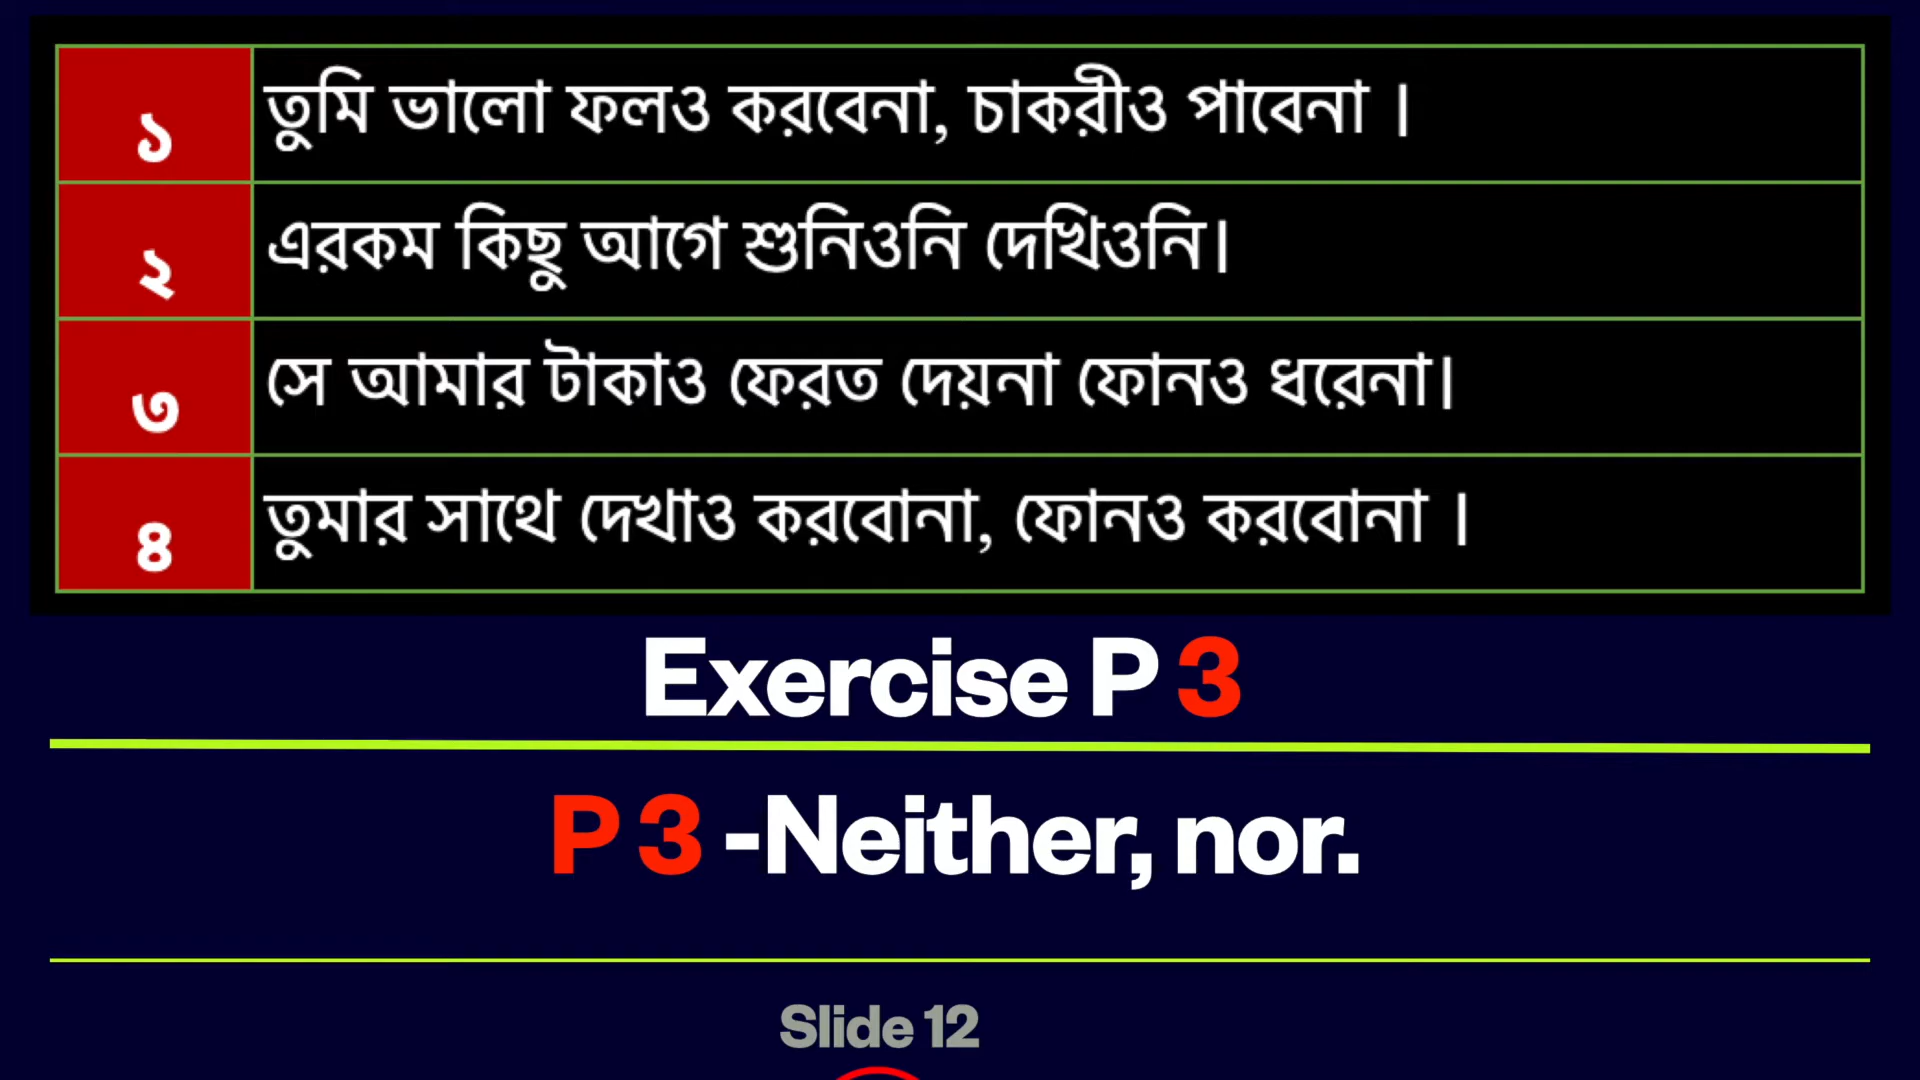 ১ তুমি ভালো ফলও করবেনা, চাকরীও পাবেনা ।
২ এরকম কিছু আগে শুনিওনি দেখিওনি।
৩ সে আমার টাকাও ফেরত দেয়না ফোনও ধরেনা।
৪ তুমার সাথে দেখাও করবোনা, ফোনও করবোনা ।
Exercise P 3
P 3 -Neither, nor.
Slide 12